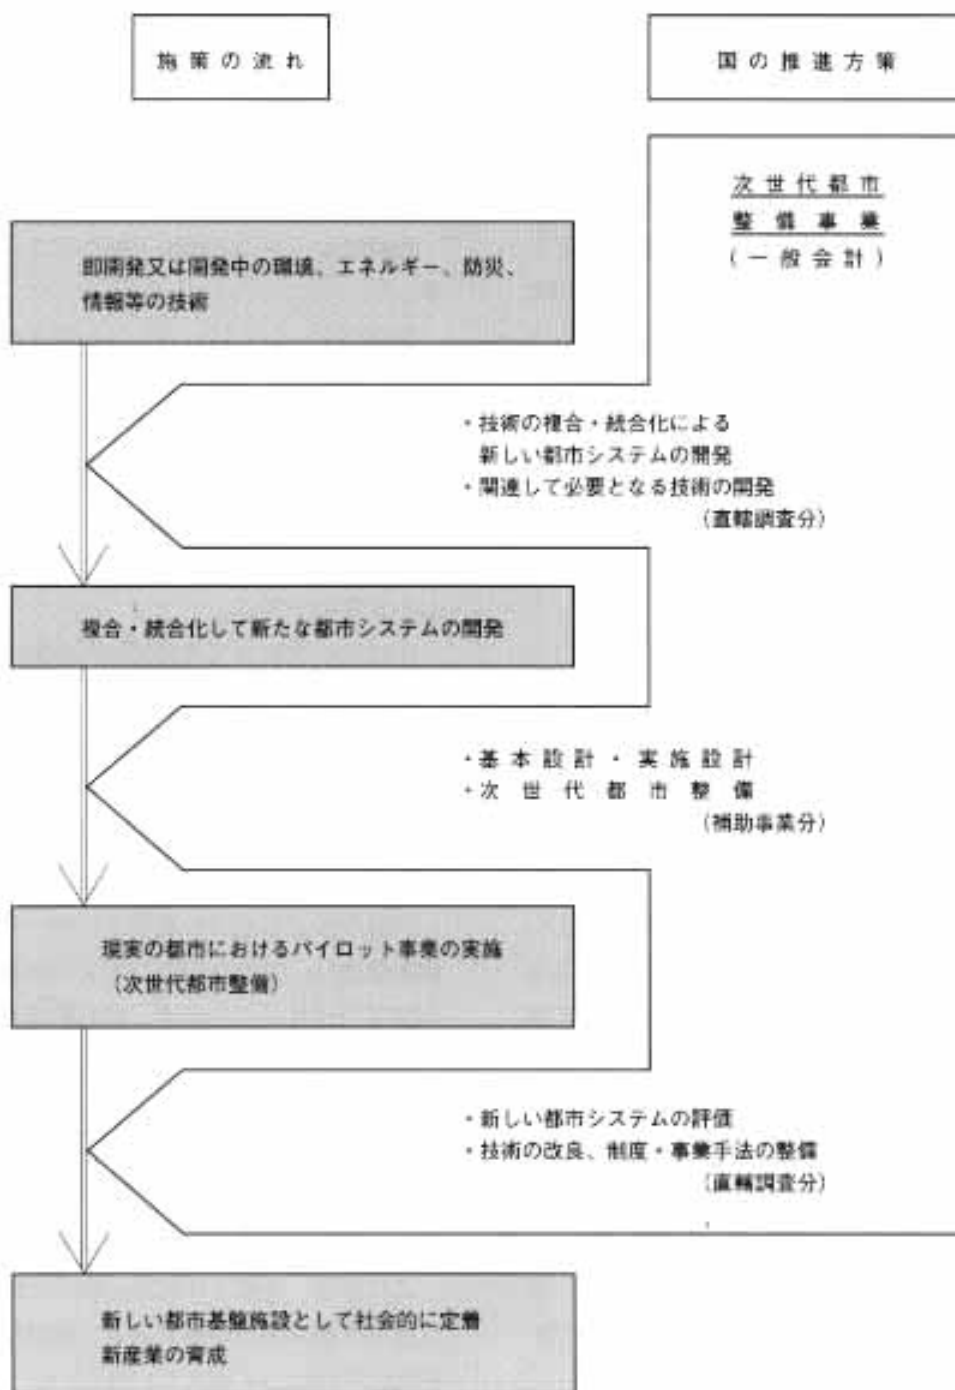 施策の流れ
国の推進方策
次世代都市
整備事業
(一般会計)
即開発又は開発中の環境、エネルギー、防災、
情報等の技術
・技術の複合・統合化による
新しい都市システムの開発
・関連して必要となる技術の開発
(直轄調査分)
複合・統合化して新たな都市システムの開発
・基本設計・実施設計
・次世代都市整備
(補助事業分)
現実の都市におけるパイロット事業の実施
(次世代都市整備)
・新しい都市システムの評価
・技術の改良、制度・事業手法の整備
(直轄調査分)
新しい都市基盤施設として社会的に定着
新産業の育成